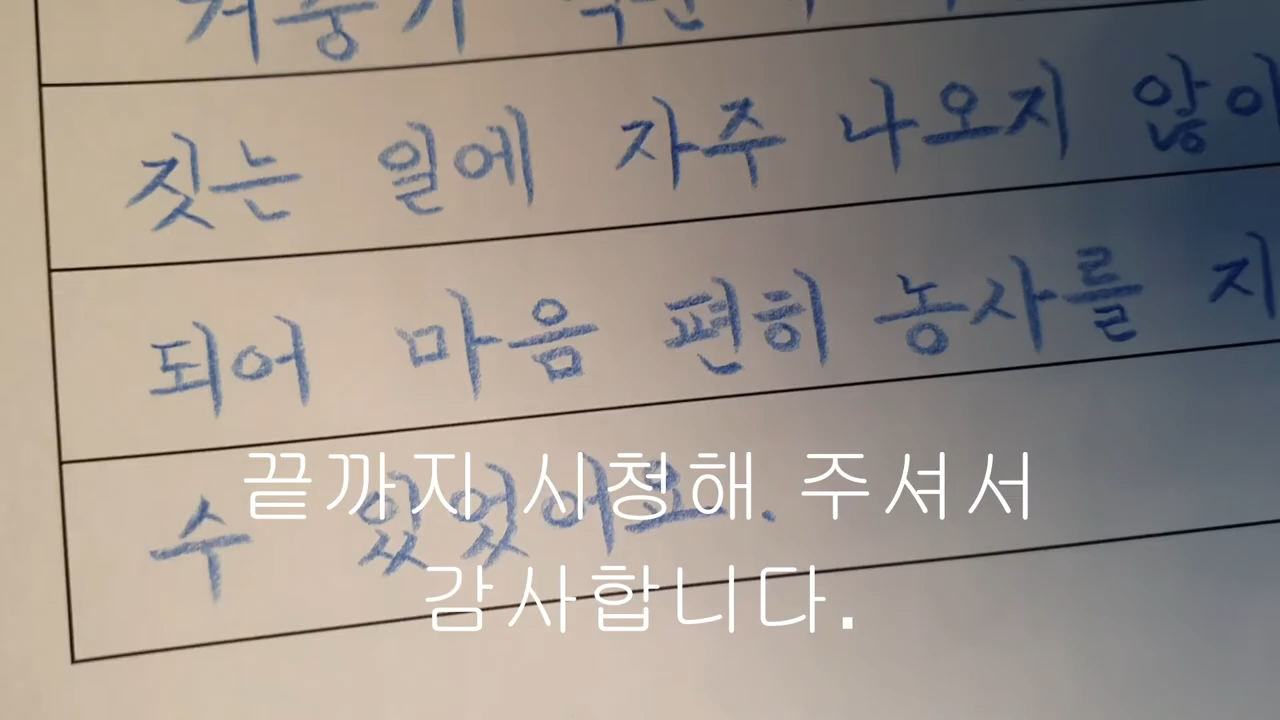 짓는 일에 자주 나오지 않아
되어 마음 편히 농사를 지
수 있었어요.
끝까지 시청해 주셔서
감사합니다.